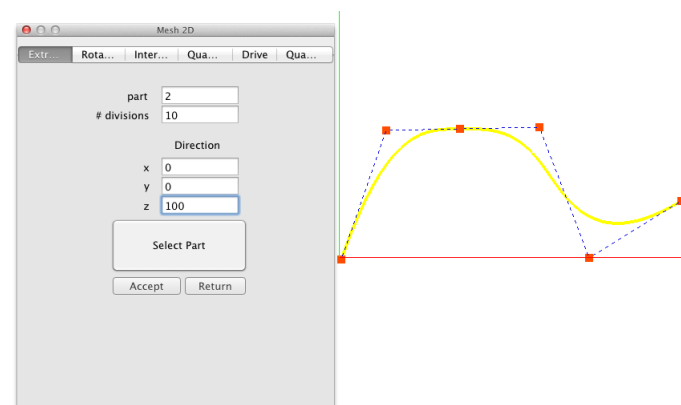 Mesh 2D
Extr... Rota... Inter... Qua... Drive Qua...
part 2
# divisions 10
Direction
x 0
y 0
z 100
Select Part
Accept Return